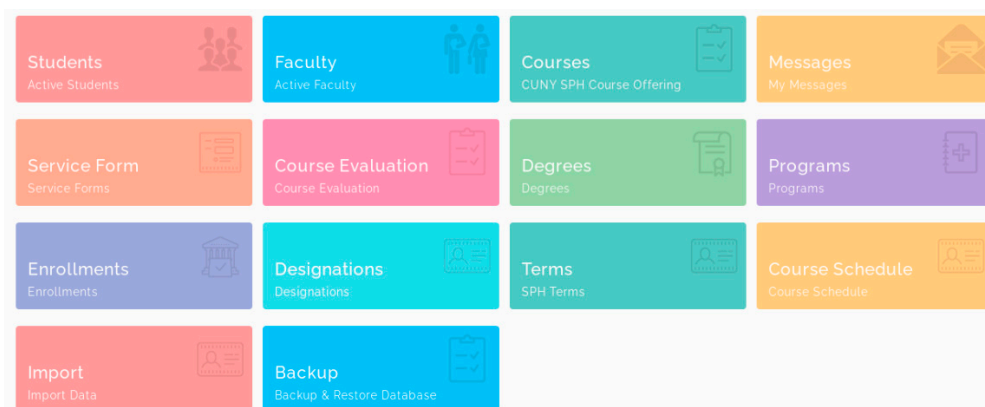 Students
Active Students
Faculty
Active Faculty
Courses
CUNY SPH Course Offering
Messages
My Messages
Service Form
Service Forms
Course Evaluation
Course Evaluation
Degrees
Degrees
Programs
Programs
Enrollments
Enrollments
Designations
Designations
Terms
SPH Terms
Course Schedule
Course Schedule
Import
Import Data
Backup
Backup & Restore Database